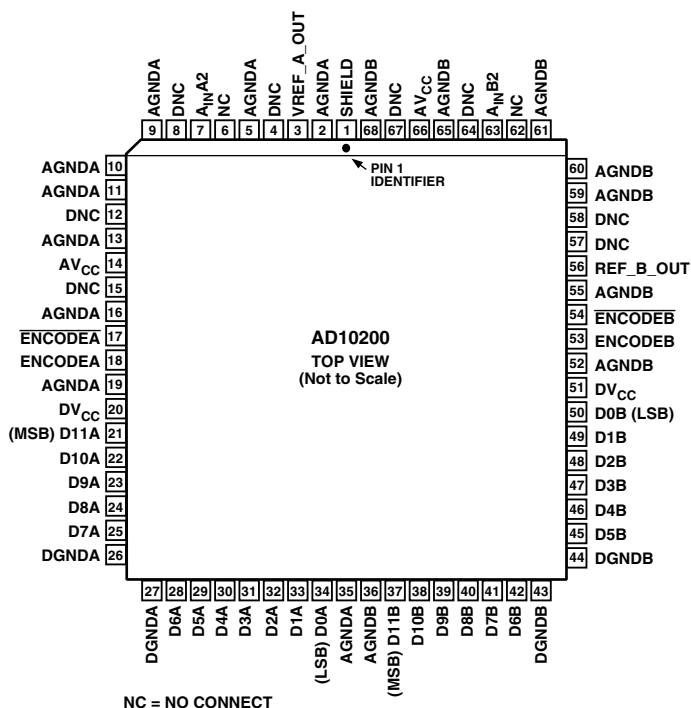 AGNDA DNC AINA2 NC AGNDA DNC VREF_A_OUT AGNDA SHIELD AGNDB DNC AVCC AGNDB DNC AINB2 NC AGNDB
9 8 7 6 5 4 3 2 1 68 67 66 65 64 63 62 61
PIN 1
IDENTIFIER
AGNDA 10
AGNDA 11
DNC 12
AGNDA 13
AVCC 14
DNC 15
AGNDA 16
ENCODEA 17
ENCODEA 18
AGNDA 19
DVCC 20
(MSB) D11A 21
D10A 22
D9A 23
D8A 24
D7A 25
DGNDA 26
AD10200
TOP VIEW
(Not to Scale)
60 AGNDB
59 AGNDB
58 DNC
57 DNC
56 REF_B_OUT
55 AGNDB
54 ENCODEB
53 ENCODEB
52 AGNDB
51 DVCC
50 D0B (LSB)
49 D1B
48 D2B
47 D3B
46 D4B
45 D5B
44 DGNDB
27 28 29 30 31 32 33 34 35 36 37 38 39 40 41 42 43
DGNDA D6A D5A D4A D3A D2A D1A (LSB) D0A AGNDA AGNDB (MSB) D11B D10B D9B D8B D7B D6B DGNDB
NC = NO CONNECT